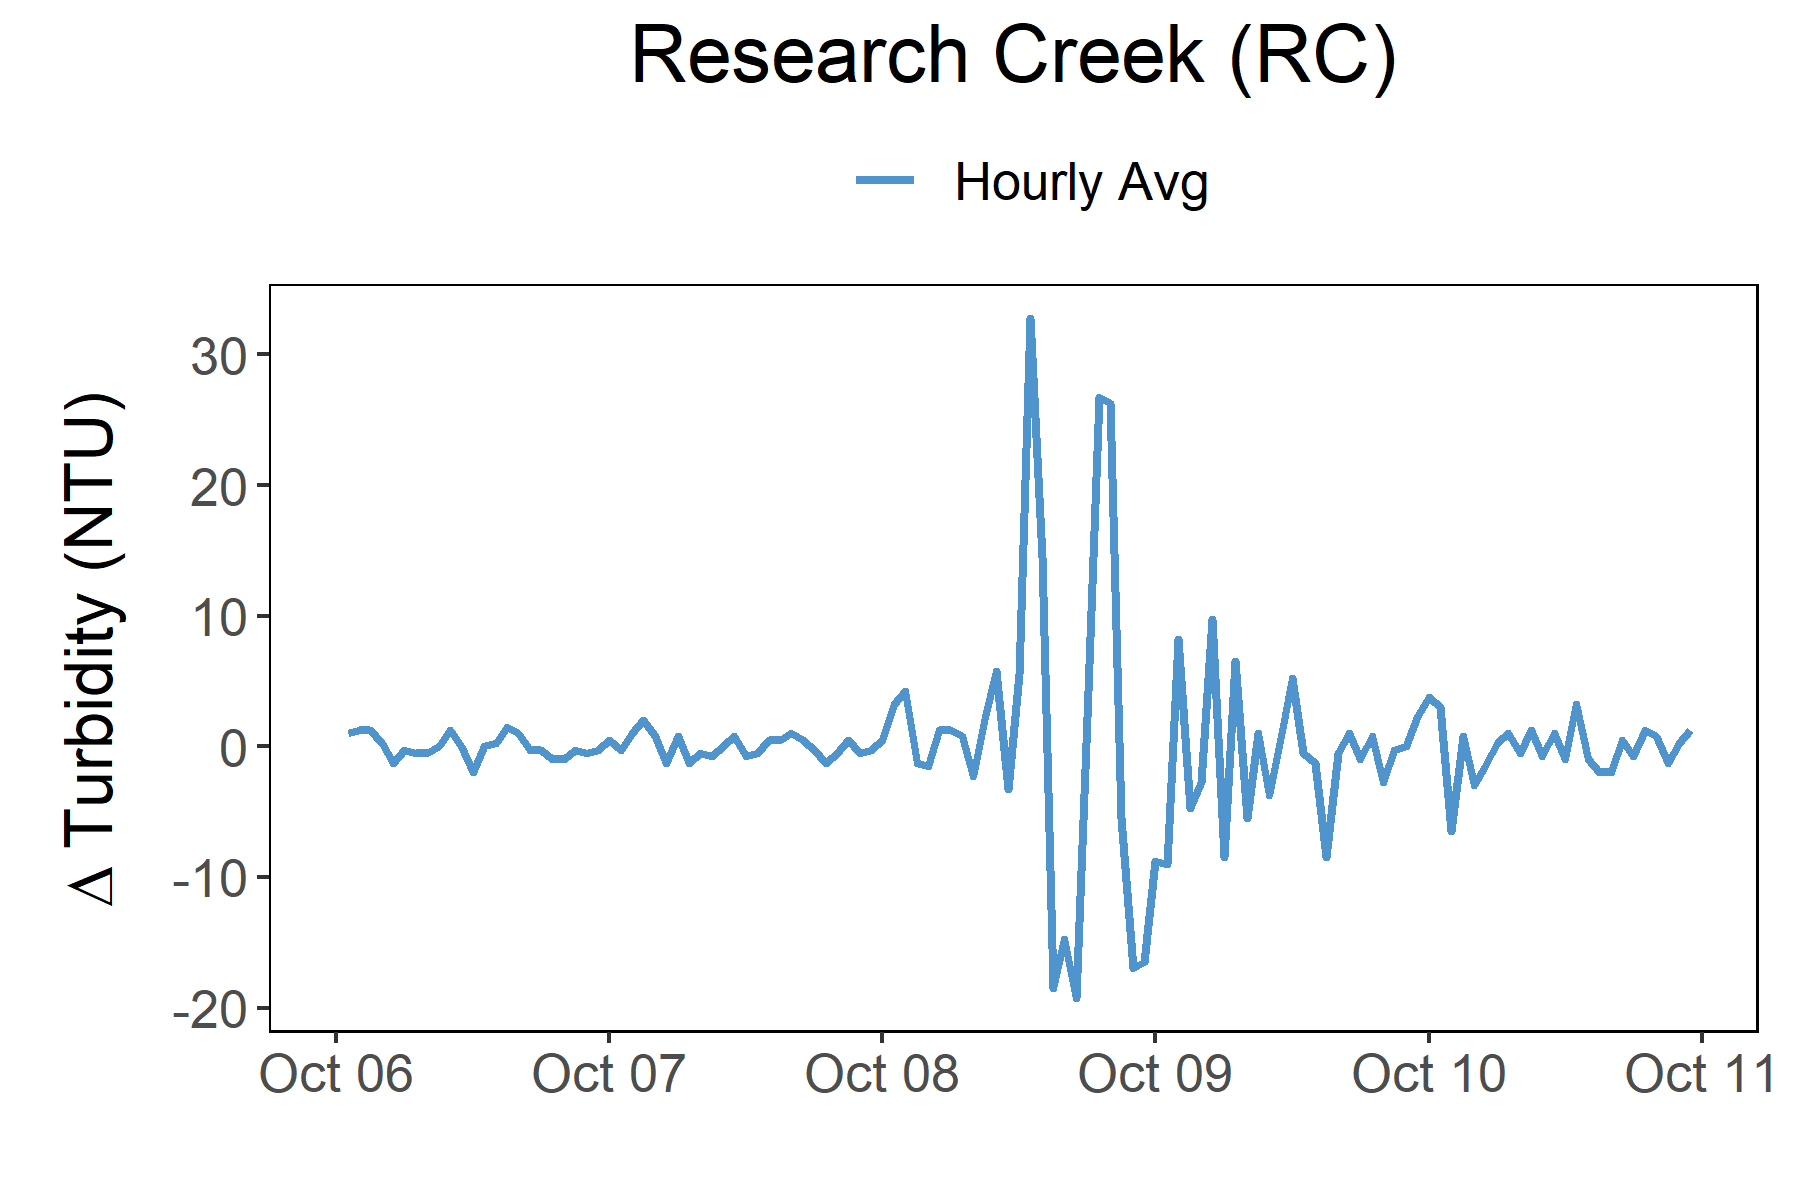 Research Creek (RC)
Hourly Avg
Δ Turbidity (NTU)
30
20
10
0
-10
-20
Oct 06
Oct 07
Oct 08
Oct 09
Oct 10
Oct 11